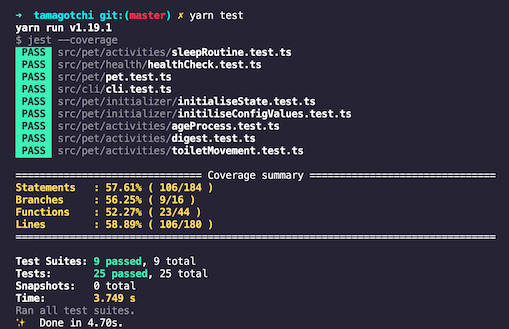 ➜  tamagotchi git:(master) ✗ yarn test
yarn run v1.19.1
$ jest --coverage
PASS src/pet/activities/sleepRoutine.test.ts
PASS src/pet/health/healthCheck.test.ts
PASS src/pet/pet.test.ts
PASS src/cli/cli.test.ts
PASS src/pet/initializer/initialiseState.test.ts
PASS src/pet/initializer/initiliseConfigValues.test.ts
PASS src/pet/activities/ageProcess.test.ts
PASS src/pet/activities/digest.test.ts
PASS src/pet/activities/toiletMovement.test.ts
=============================== Coverage summary ===============================
Statements   : 57.61% ( 106/184 )
Branches     : 56.25% ( 9/16 )
Functions    : 52.27% ( 23/44 )
Lines        : 58.89% ( 106/180 )
================================================================================
Test Suites: 9 passed, 9 total
Tests:       25 passed, 25 total
Snapshots:   0 total
Time:        3.749 s
Ran all test suites.
✨  Done in 4.70s.